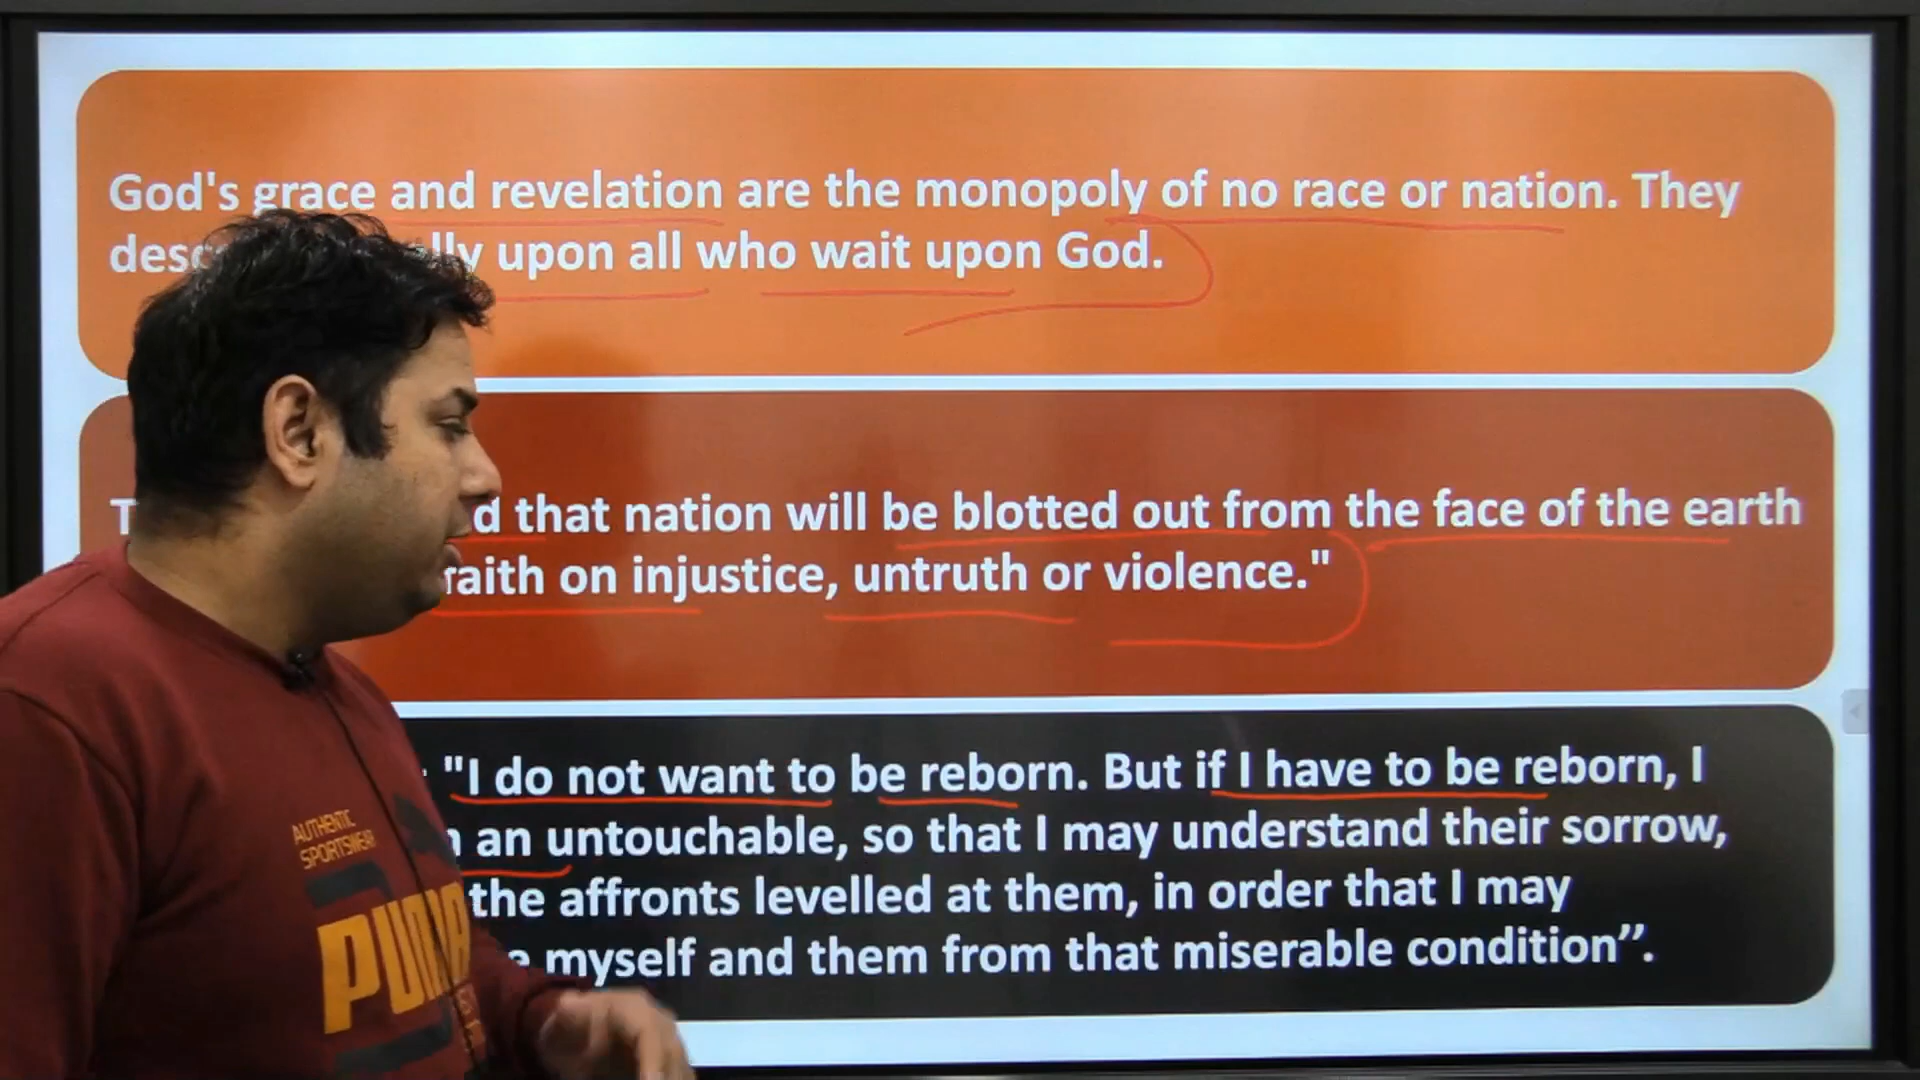 God's grace and revelation are the monopoly of no race or nation. They
upon all who wait upon God.
that nation will be blotted out from the face of the earth
faith on injustice, untruth or violence."
"I do not want to be reborn. But if I have to be reborn, I
an untouchable, so that I may understand their sorrow,
the affronts levelled at them, in order that I may
myself and them from that miserable condition”.
AUTHENTIC
SPORTSWEAR
PUMA